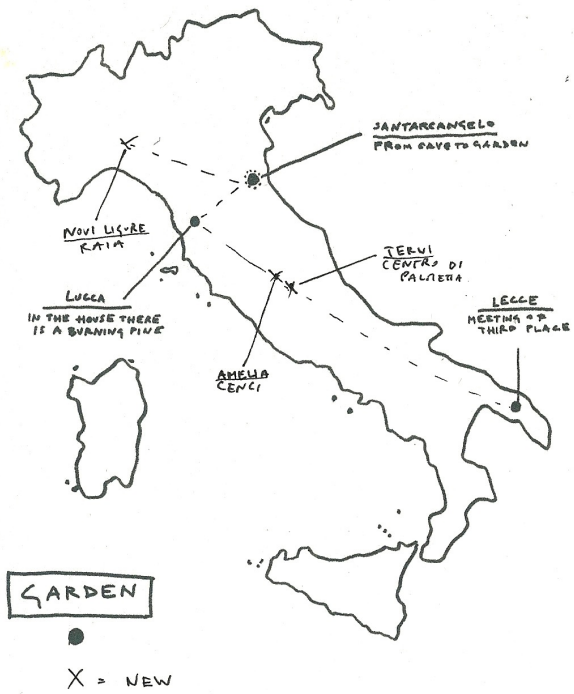 SANTARCANGELO
FROM CAVE TO GARDEN
NOVI LIGURE
RAIA
TERVI
CENTRO DI
PALMETTA
LUCCA
IN THE HOUSE THERE
IS A BURNING PINE
LECCE
MEETING OF
THIRD PLACE
AMELIA
CENCI
GARDEN
X = NEW